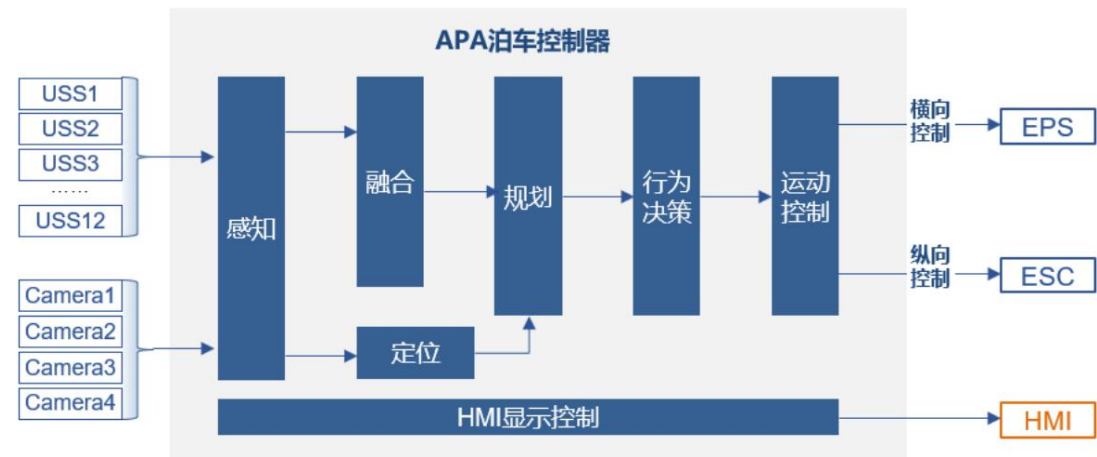 APA泊车控制器
USS1
USS2
USS3
……
USS12
Camera1
Camera2
Camera3
Camera4
感知
融合
定位
规划
行为
决策
运动
控制
横向
控制
EPS
纵向
控制
ESC
HMI显示控制
HMI